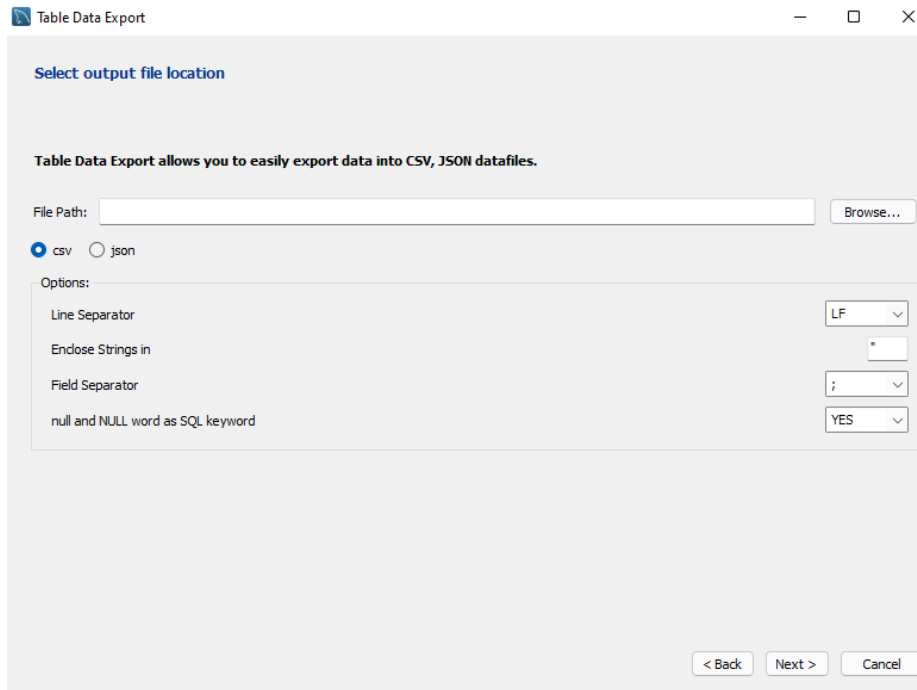 Table Data Export
Select output file location
Table Data Export allows you to easily export data into CSV, JSON datafiles.
File Path: Browse...
csv json
Options:
Line Separator LF
Enclose Strings in "
Field Separator ;
null and NULL word as SQL keyword YES
< Back Next > Cancel